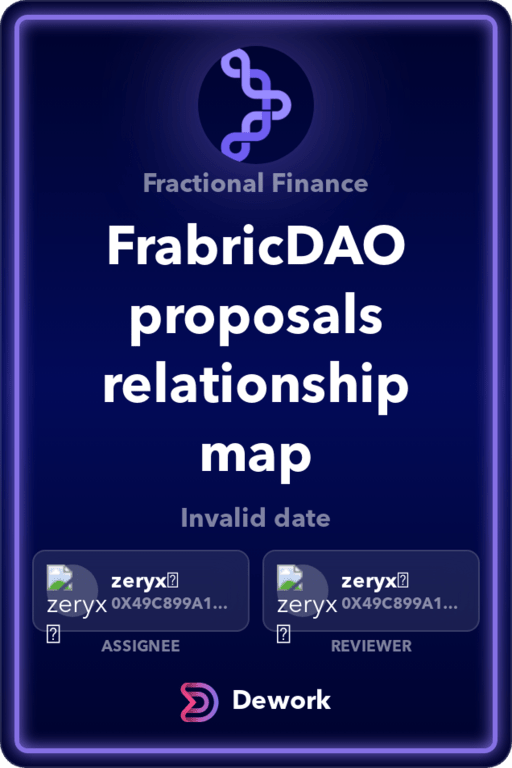 Fractional Finance
FrabricDAO
proposals
relationship
map
Invalid date
zeryx
0X49C899A1...
zeryx
ASSIGNEE
zeryx
0X49C899A1...
zeryx
REVIEWER
Dework